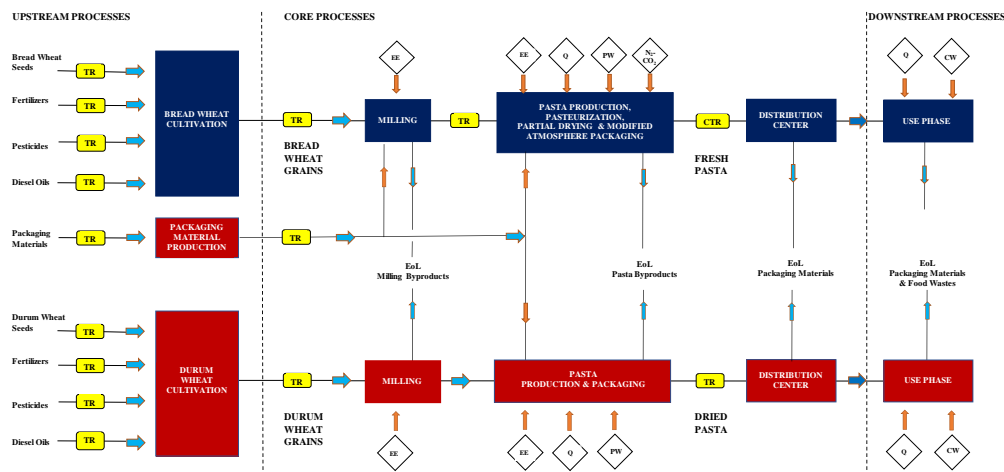 UPSTREAM PROCESSES
CORE PROCESSES
DOWNSTREAM PROCESSES
Bread Wheat
Seeds
TR
Fertilizers
TR
Pesticides
TR
Diesel Oils
TR
BREAD WHEAT
CULTIVATION
TR
BREAD
WHEAT
GRAINS
EE
MILLING
TR
EE
Q
PW
N2-
CO2
PASTA PRODUCTION,
PASTEURIZATION,
PARTIAL DRYING & MODIFIED
ATMOSPHERE PACKAGING
CTR
FRESH
PASTA
DISTRIBUTION
CENTER
Q
CW
USE PHASE
Packaging
Materials
TR
PACKAGING
MATERIAL
PRODUCTION
TR
EoL
Milling Byproducts
EoL
Pasta Byproducts
EoL
Packaging Materials
EoL
Packaging Materials
& Food Wastes
Durum Wheat
Seeds
TR
Fertilizers
TR
Pesticides
TR
Diesel Oils
TR
DURUM
WHEAT
CULTIVATION
TR
DURUM
WHEAT
GRAINS
MILLING
EE
PASTA
PRODUCTION & PACKAGING
EE
Q
PW
TR
DRIED
PASTA
DISTRIBUTION
CENTER
USE PHASE
Q
CW